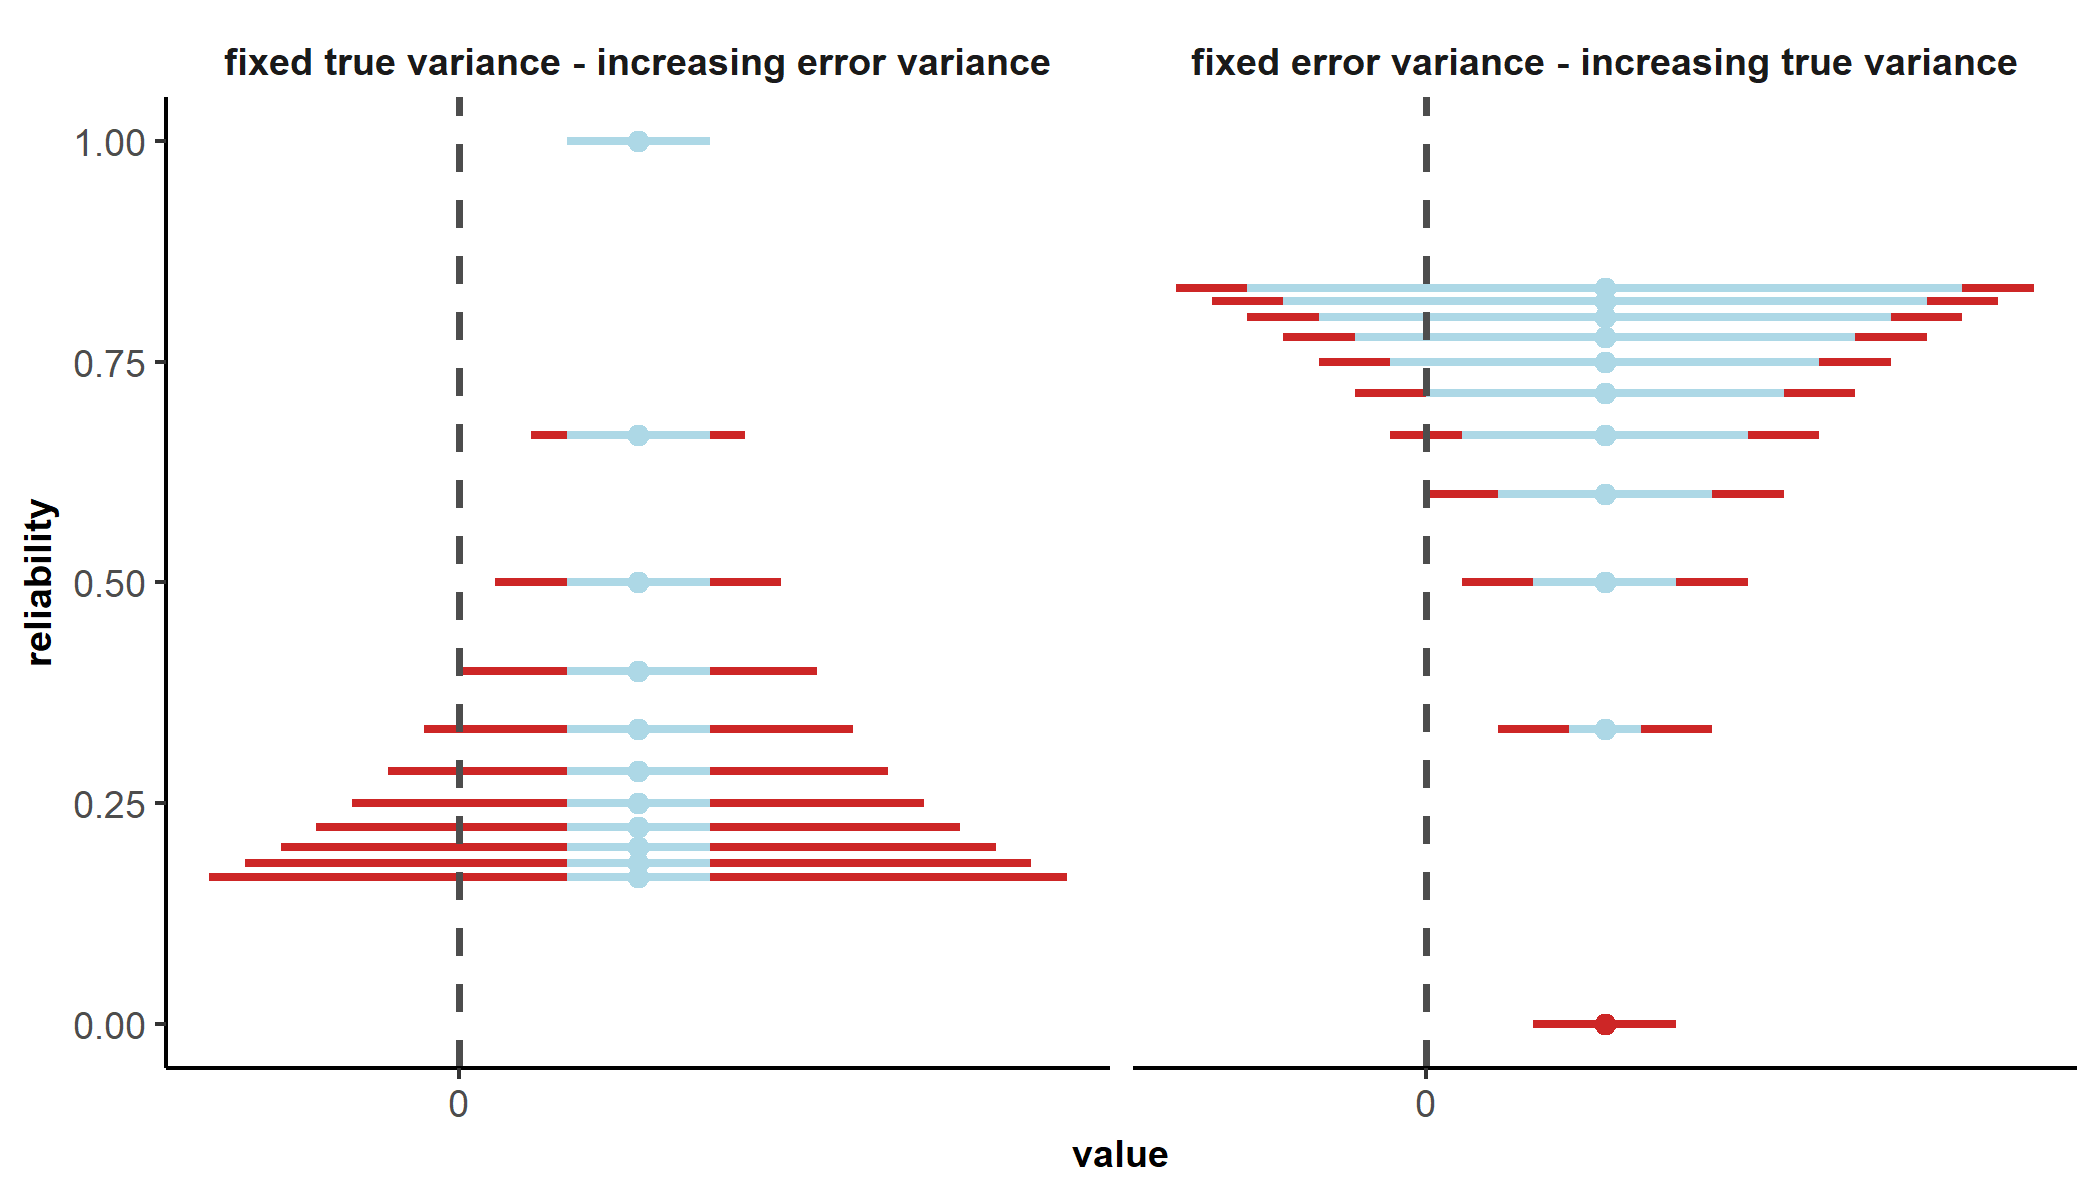 fixed true variance - increasing error variance
fixed error variance - increasing true variance
1.00
0.75
0.50
0.25
0.00
reliability
0
0
value